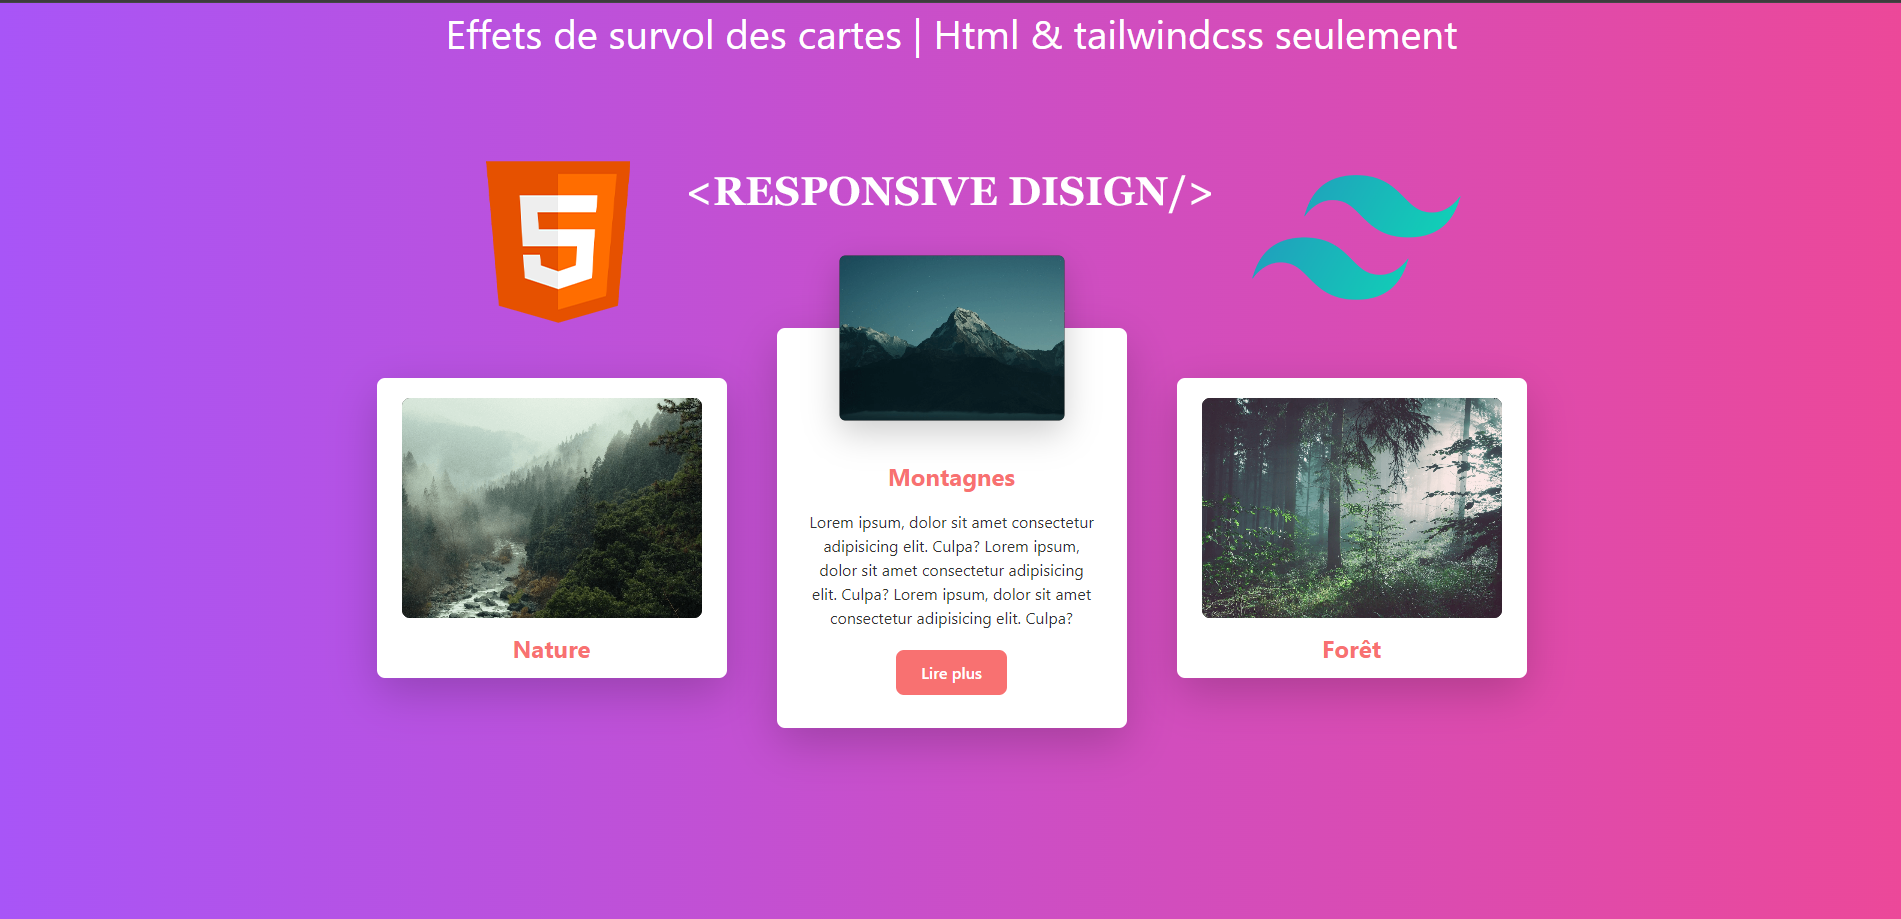 Effets de survol des cartes | Html & tailwindcss seulement
<RESPONSIVE DISIGN/>
5
Nature
Montagnes
Lorem ipsum, dolor sit amet consectetur
adipisicing elit. Culpa? Lorem ipsum,
dolor sit amet consectetur adipisicing
elit. Culpa? Lorem ipsum, dolor sit amet
consectetur adipisicing elit. Culpa?
Lire plus
Forêt